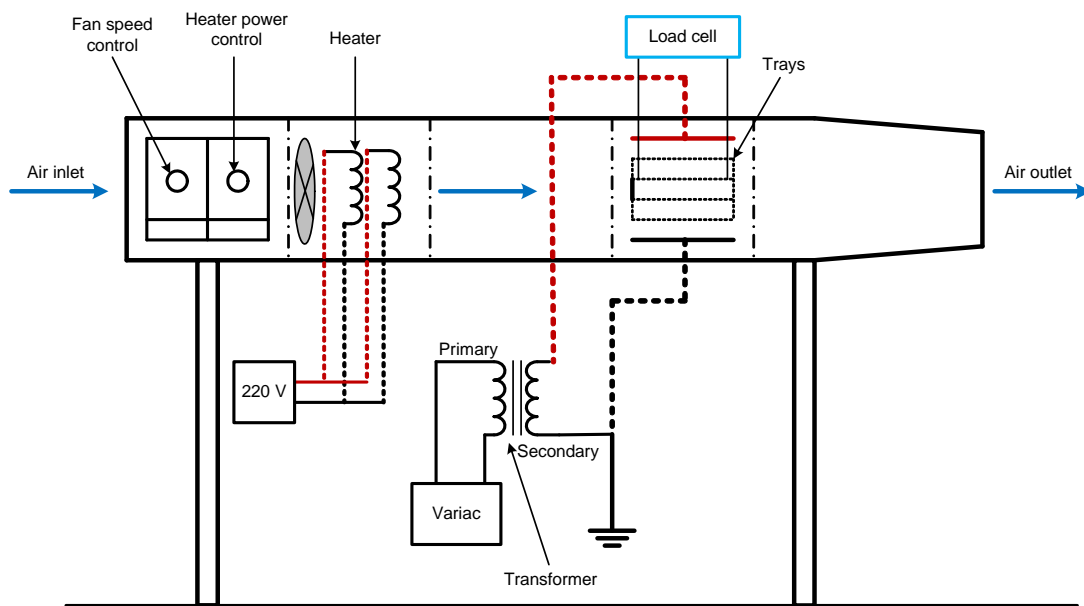 Fan speed
control
Heater power
control
Heater
Load cell
Trays
Air inlet
Air outlet
Primary
220 V
Secondary
Variac
Transformer